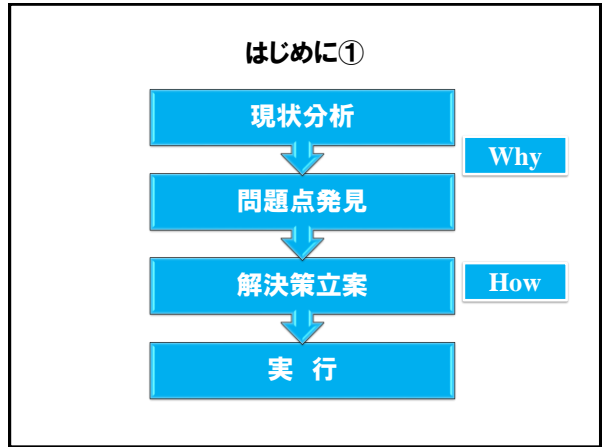 はじめに①
現状分析
Why
問題点発見
解決策立案
How
実 行